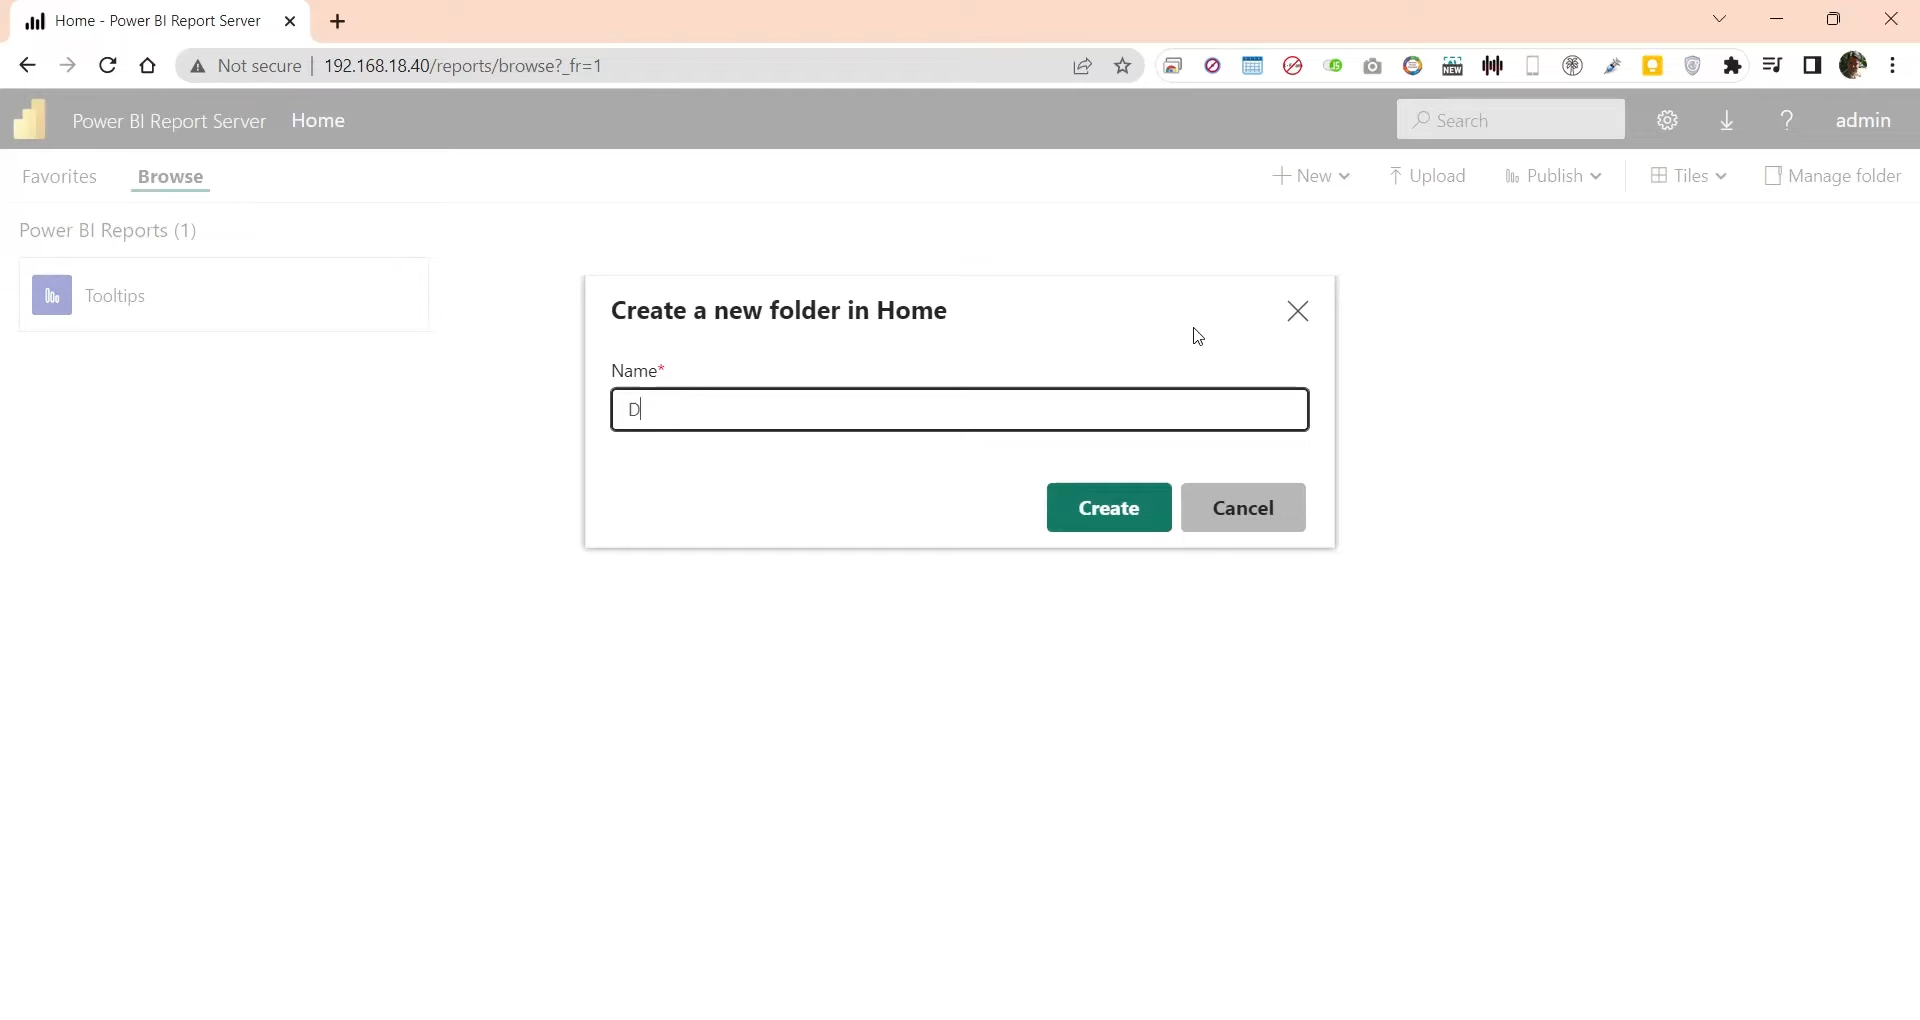 Home - Power BI Report Server
Not secure 192.168.18.40/reports/browse?_fr=1
JS
NEW
Power BI Report Server Home
Search
? admin
Favorites Browse
New Upload Publish Tiles Manage folder
Power BI Reports (1)
Tooltips
Create a new folder in Home
Name*
D
Create Cancel